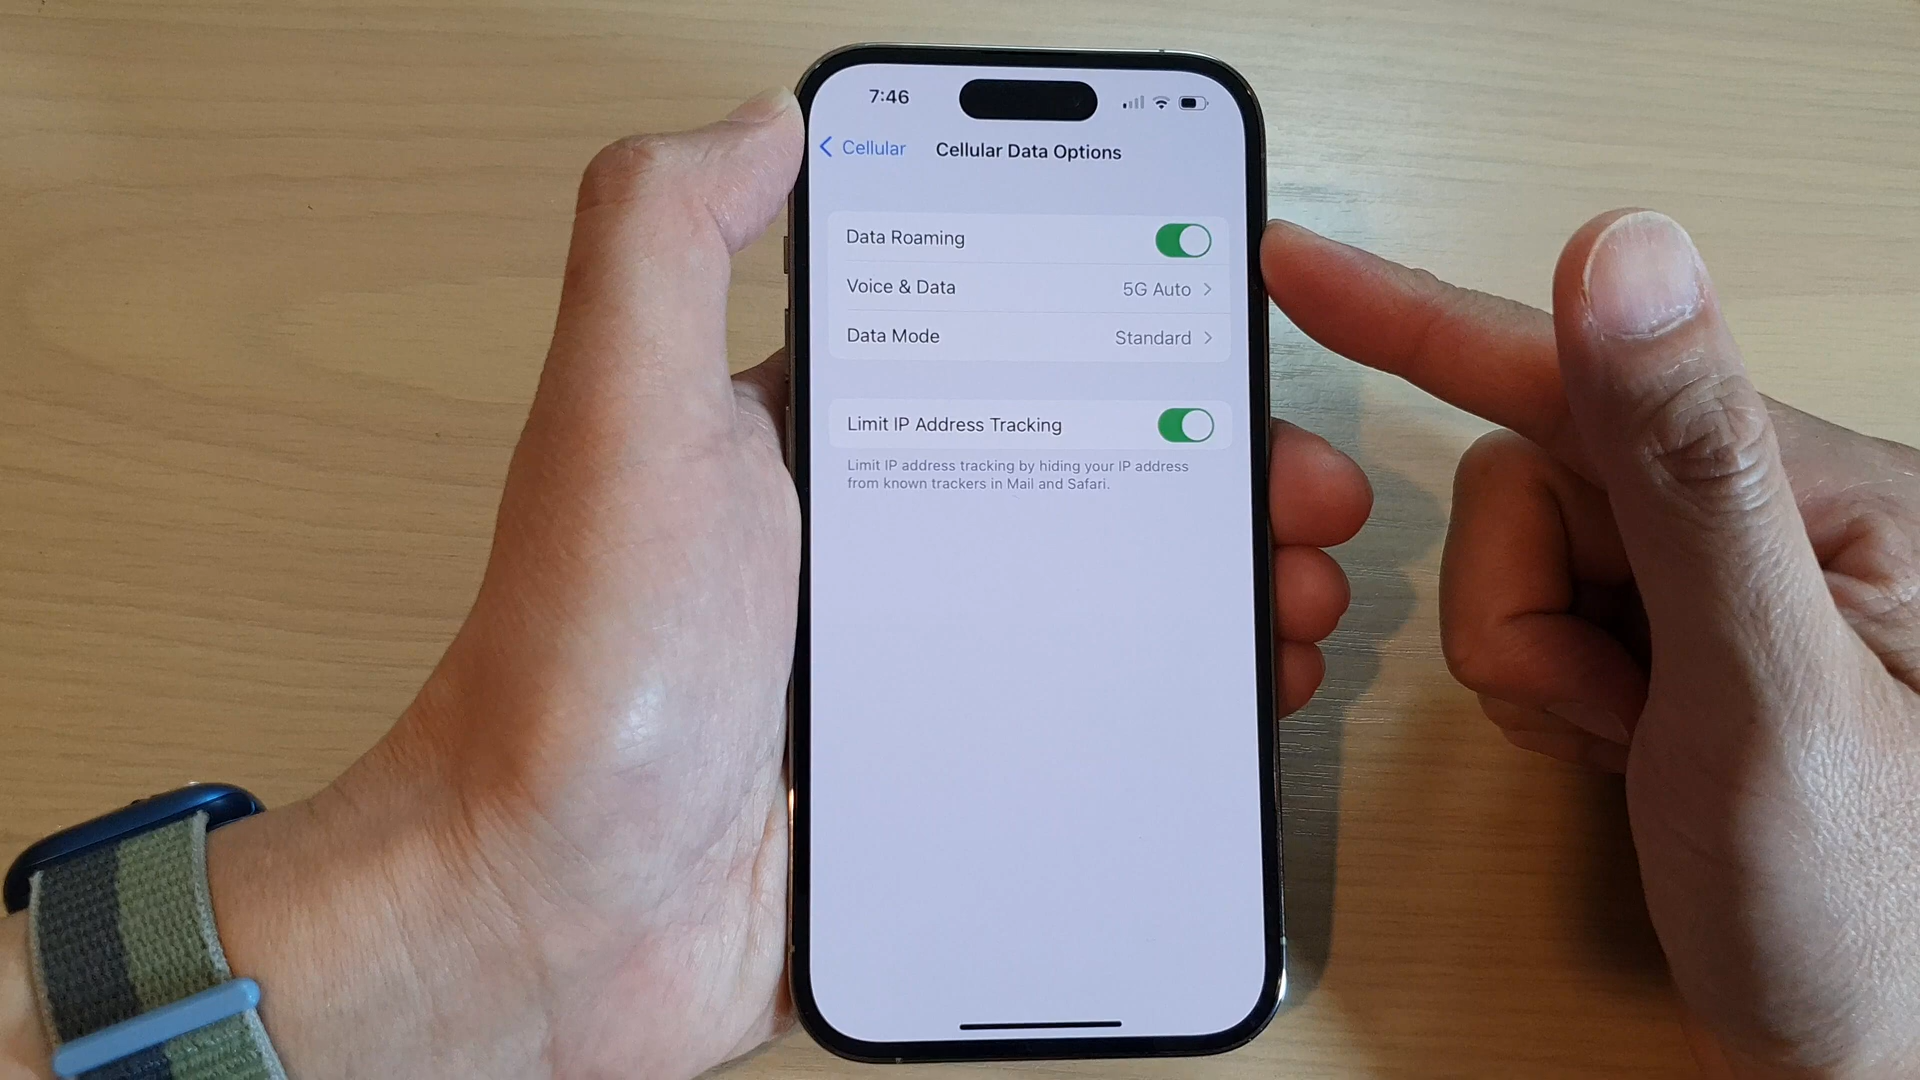 7:46
Cellular
Cellular Data Options
Data Roaming
Voice & Data 5G Auto
Data Mode Standard
Limit IP Address Tracking
Limit IP address tracking by hiding your IP address
from known trackers in Mail and Safari.